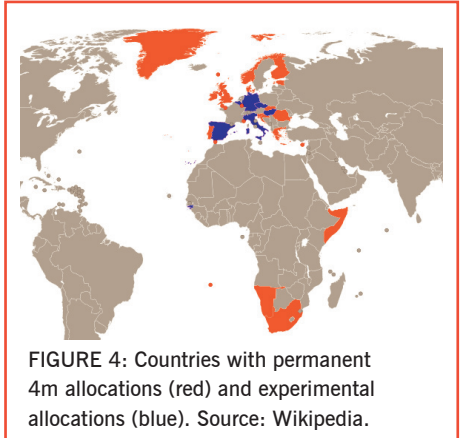 FIGURE 4: Countries with permanent
4m allocations (red) and experimental
allocations (blue). Source: Wikipedia.